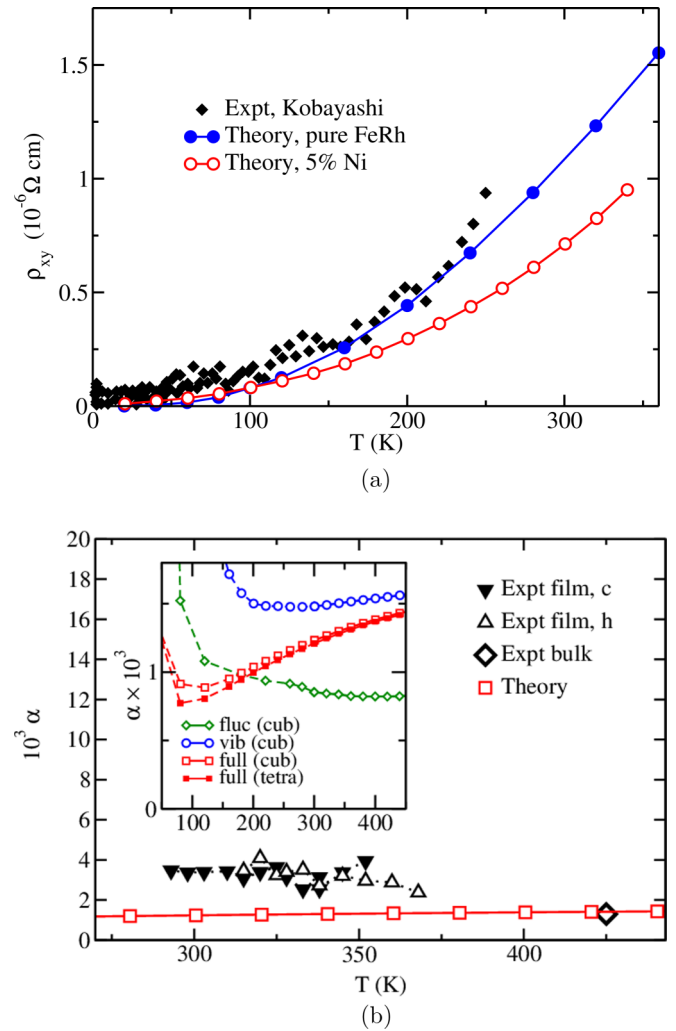 1.5
1
0.5
0
ρxy (10⁻⁶Ω cm)
Expt, Kobayashi
Theory, pure FeRh
Theory, 5% Ni
0 100 200 300
T (K)
(a)
20
18
16
14
12
10
8
6
4
2
0
10³ α
α × 10³
1
0
fluc (cub)
vib (cub)
full (cub)
full (tetra)
100 200 300 400
Expt film, c
Expt film, h
Expt bulk
Theory
300 350 400
T (K)
(b)